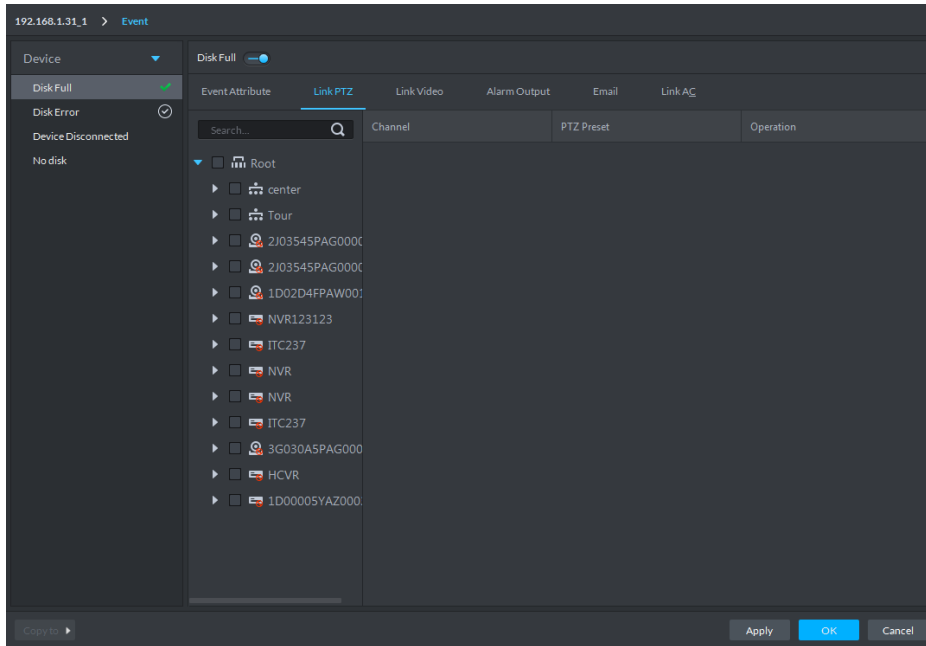 192.168.1.31_1 > Event
Device
Disk Full
Disk Error
Device Disconnected
No disk
Disk Full
Event Attribute Link PTZ Link Video Alarm Output Email Link AC
Search...
Channel PTZ Preset Operation
Root
center
Tour
2J03545PAG0000
2J03545PAG0000
1D02D4FPAW001
NVR123123
ITC237
NVR
NVR
ITC237
3G030A5PAG000
HCVR
1D00005YAZ000
Copy to
Apply OK Cancel